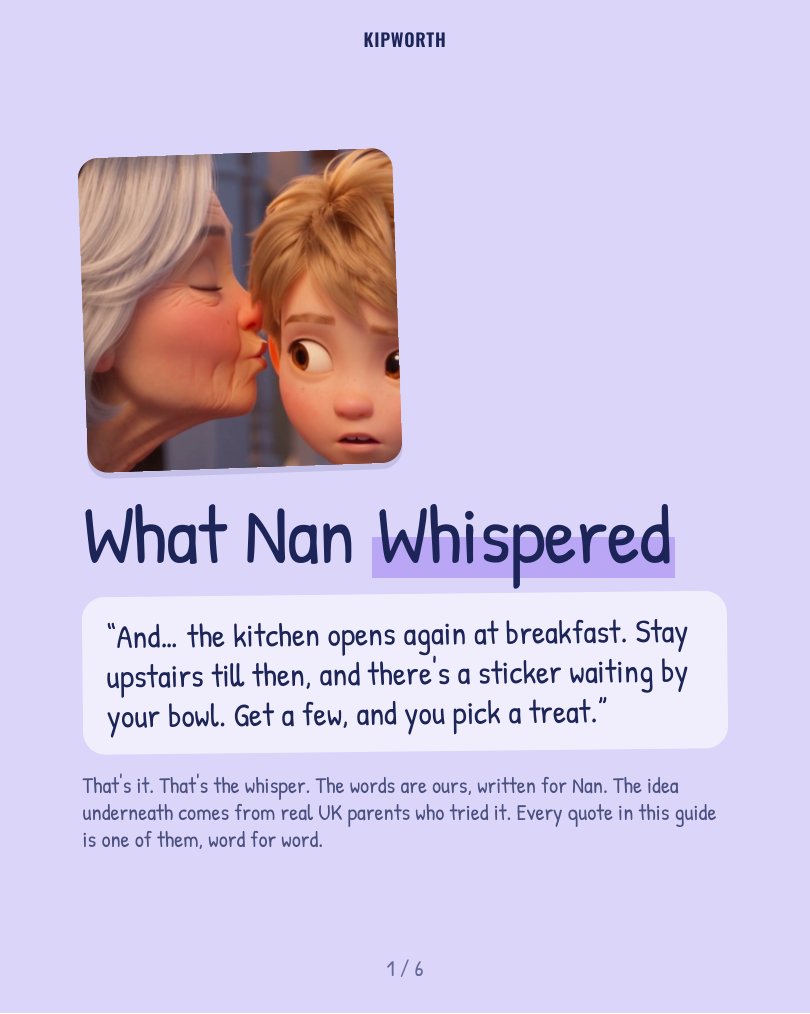 KIPWORTH
What Nan Whispered
“And... the kitchen opens again at breakfast. Stay
upstairs till then, and there's a sticker waiting by
your bowl. Get a few, and you pick a treat.”
That's it. That's the whisper. The words are ours, written for Nan. The idea
underneath comes from real UK parents who tried it. Every quote in this guide
is one of them, word for word.
1 / 6